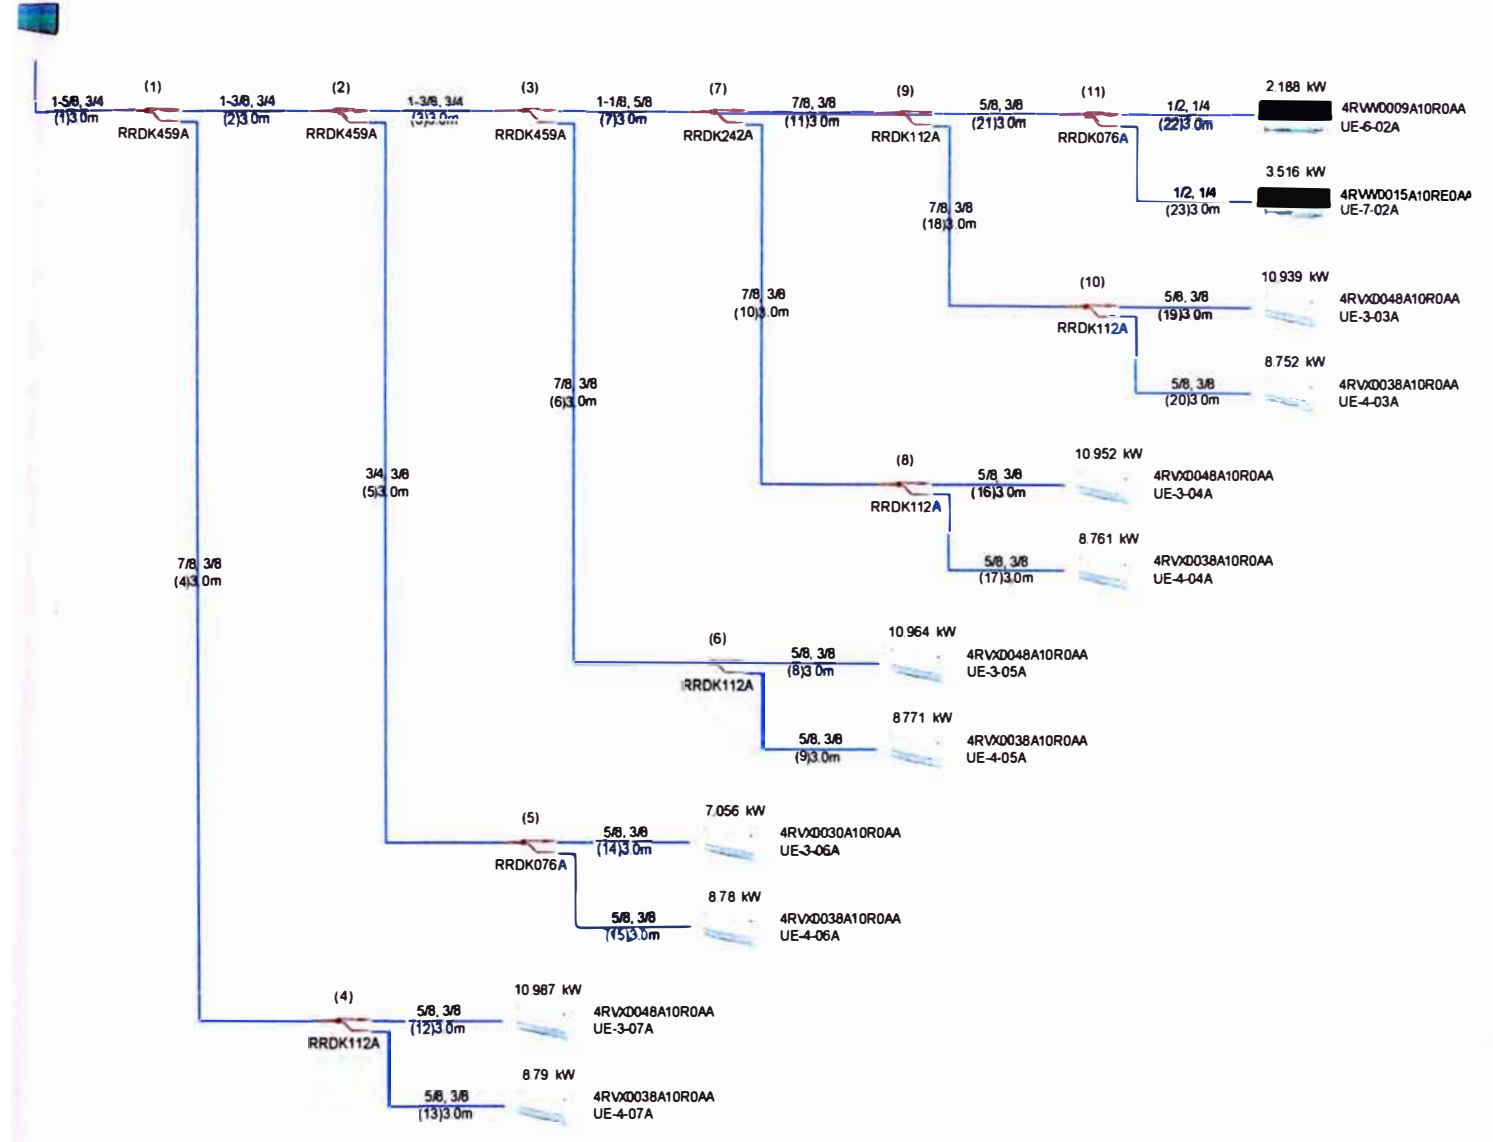 (1)
(2)
(3)
(7)
(9)
(11)
2.188 kW
1-5/8, 3/4
1-3/8, 3/4
1-3/8, 3/4
1-1/8, 5/8
7/8, 3/8
5/8, 3/8
1/2, 1/4
4RVW0009A10R0AA
(1)3.0m
(2)3.0m
(3)3.0m
(7)3.0m
(11)3.0m
(21)3.0m
(22)3.0m
UE-6-02A
RRDK459A
RRDK459A
RRDK459A
RRDK242A
RRDK112A
RRDK076A
3.516 kW
1/2, 1/4
4RVW0015A10RE0AA
(23)3.0m
UE-7-02A
7/8, 3/8
(18)3.0m
10.939 kW
(10)
5/8, 3/8
4RVX0048A10R0AA
(19)3.0m
UE-3-03A
RRDK112A
7/8, 3/8
(10)3.0m
8.752 kW
5/8, 3/8
4RVX0038A10R0AA
(20)3.0m
UE-4-03A
7/8, 3/8
(6)3.0m
10.952 kW
(8)
5/8, 3/8
4RVX0048A10R0AA
(16)3.0m
UE-3-04A
RRDK112A
3/4, 3/8
(5)3.0m
8.761 kW
5/8, 3/8
4RVX0038A10R0AA
(17)3.0m
UE-4-04A
7/8, 3/8
(4)3.0m
10.964 kW
(6)
5/8, 3/8
4RVX0048A10R0AA
(8)3.0m
UE-3-05A
RRDK112A
8.771 kW
5/8, 3/8
4RVX0038A10R0AA
(9)3.0m
UE-4-05A
7.056 kW
(5)
5/8, 3/8
4RVX0030A10R0AA
(14)3.0m
UE-3-06A
RRDK076A
8.78 kW
5/8, 3/8
4RVX0038A10R0AA
(15)3.0m
UE-4-06A
10.987 kW
(4)
5/8, 3/8
4RVX0048A10R0AA
(12)3.0m
UE-3-07A
RRDK112A
8.79 kW
5/8, 3/8
4RVX0038A10R0AA
(13)3.0m
UE-4-07A